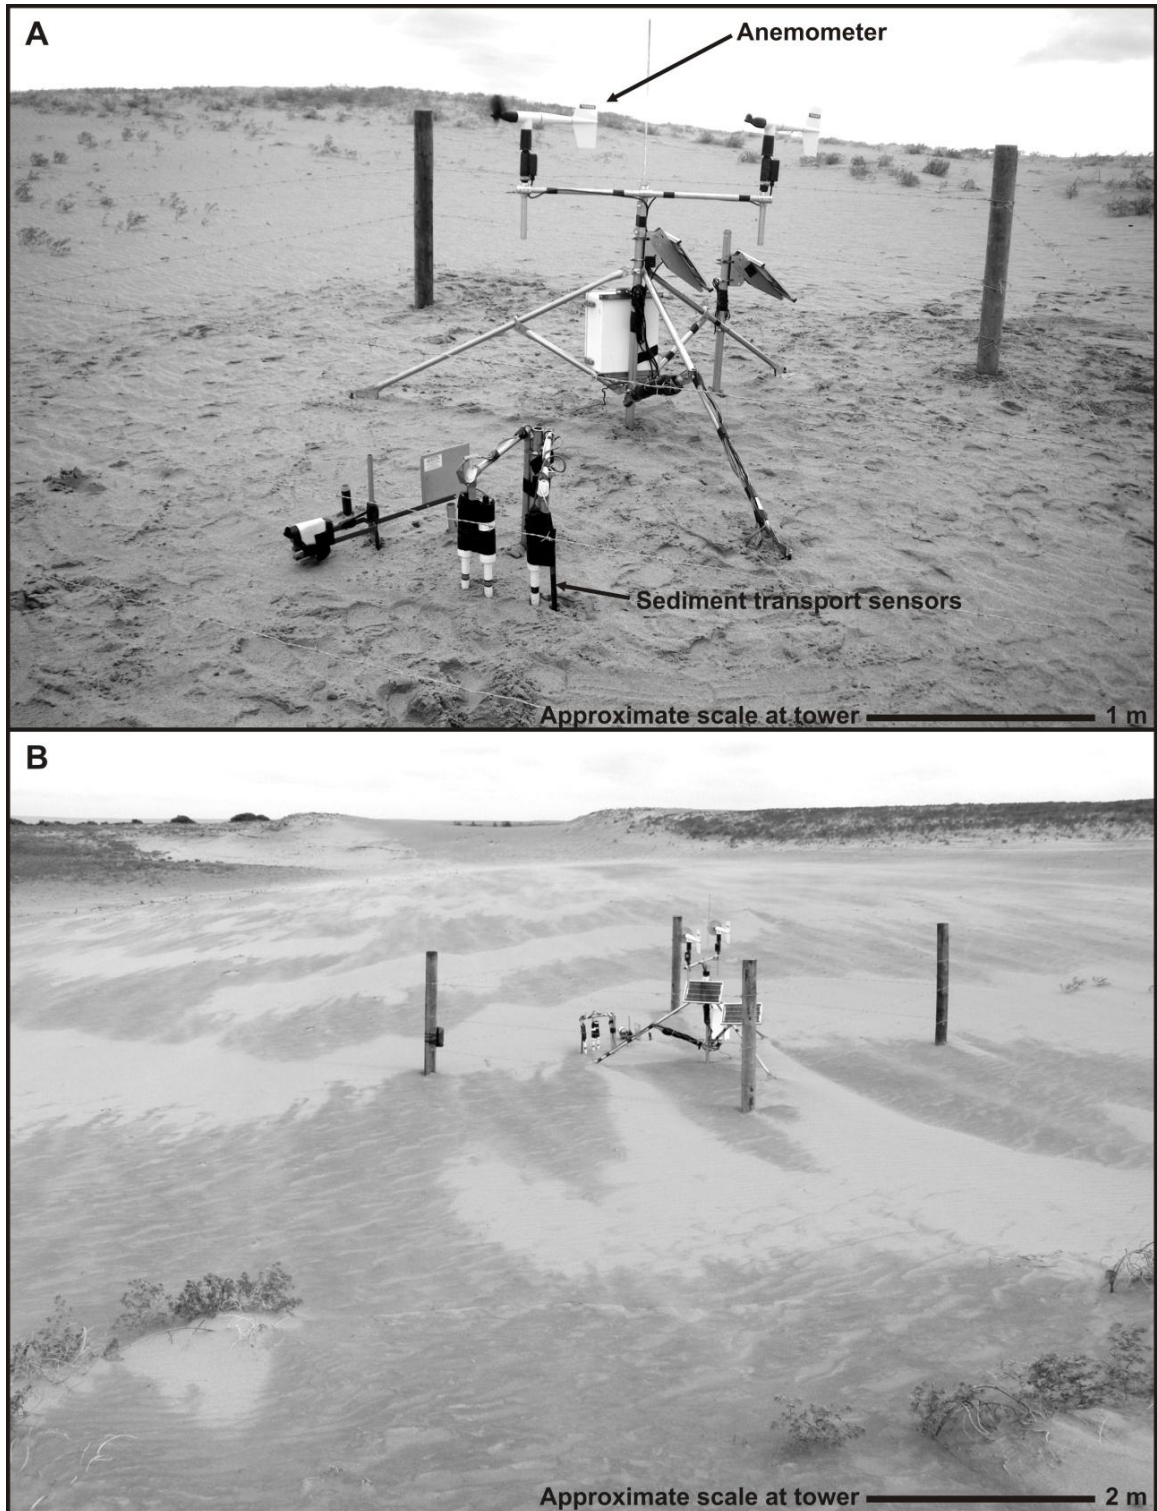 A
Anemometer
Sediment transport sensors
Approximate scale at tower 1 m
B
Approximate scale at tower 2 m